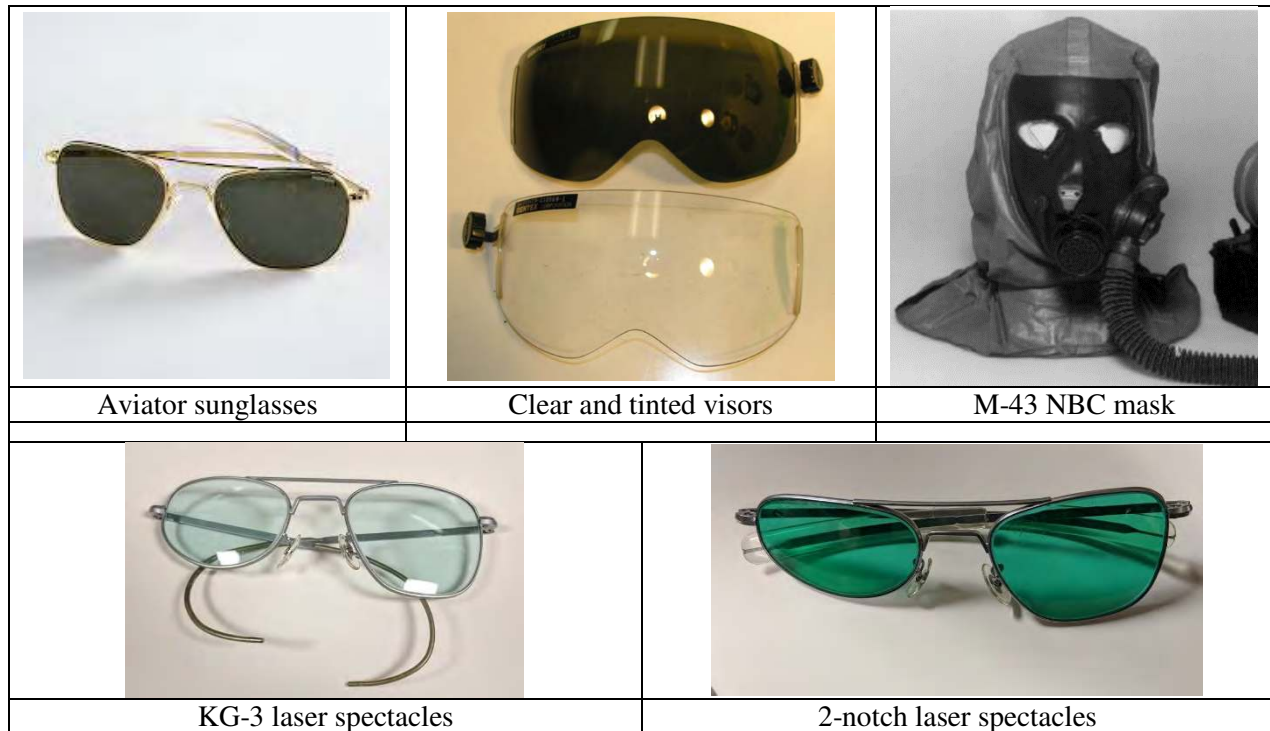 Aviator sunglasses
Clear and tinted visors
M-43 NBC mask
KG-3 laser spectacles
2-notch laser spectacles